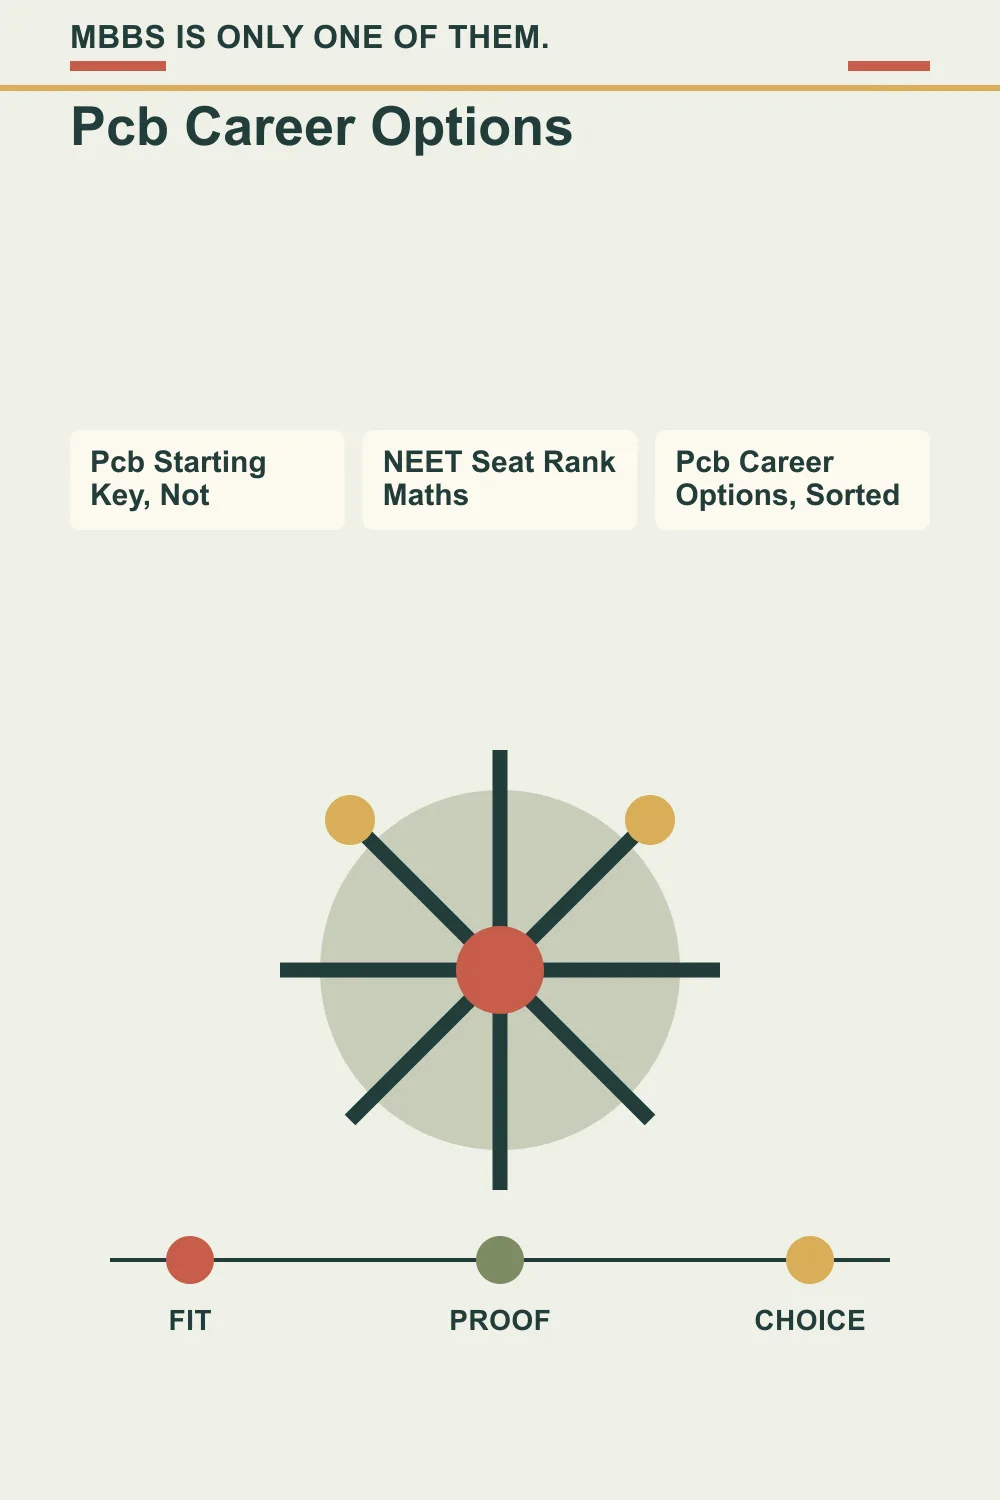 MBBS IS ONLY ONE OF THEM.
Pcb Career Options
Pcb Starting
Key, Not
NEET Seat Rank
Maths
Pcb Career
Options, Sorted
FIT
PROOF
CHOICE